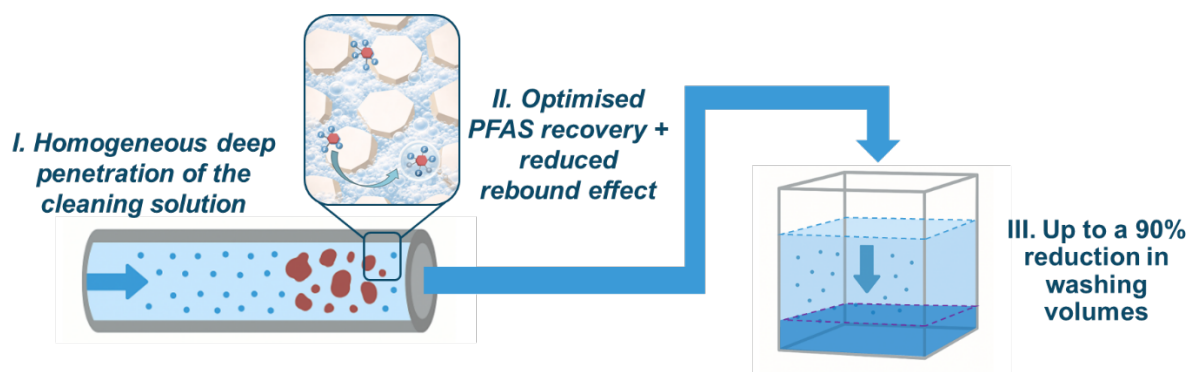 I. Homogeneous deep
penetration of the
cleaning solution
II. Optimised
PFAS recovery +
reduced
rebound effect
III. Up to a 90%
reduction in
washing
volumes